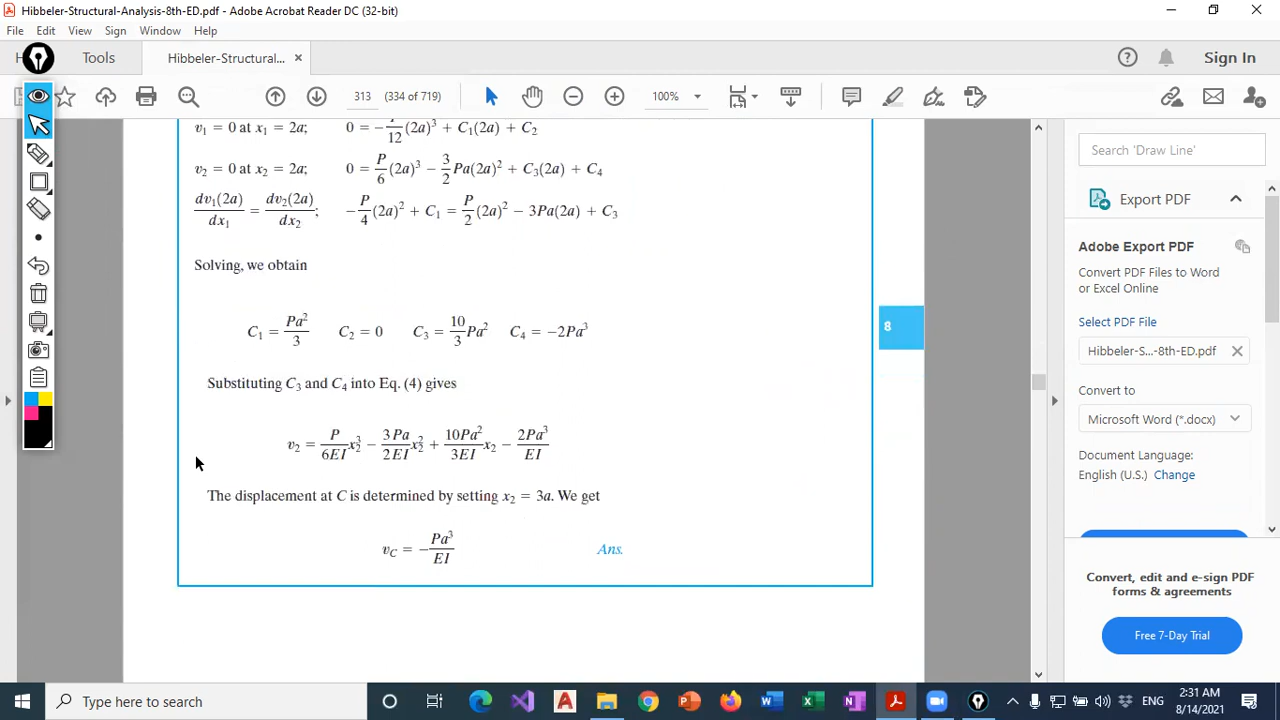 Hibbeler-Structural-Analysis-8th-ED.pdf - Adobe Acrobat Reader DC (32-bit)
File Edit View Sign Window Help
Tools Hibbeler-Structural... × Sign In
313 (334 of 719) 100%
v₁ = 0 at x₁ = 2a; 0 = −P/12(2a)³ + C₁(2a) + C₂
v₂ = 0 at x₂ = 2a; 0 = P/6(2a)³ − 3/2Pa(2a)² + C₃(2a) + C₄
dv₁(2a)/dx₁ = dv₂(2a)/dx₂; −P/4(2a)² + C₁ = P/2(2a)² − 3Pa(2a) + C₃
Solving, we obtain
C₁ = Pa²/3 C₂ = 0 C₃ = 10/3Pa² C₄ = −2Pa³
Substituting C₃ and C₄ into Eq. (4) gives
v₂ = P/6EI x₂³ − 3Pa/2EI x₂² + 10Pa²/3EI x₂ − 2Pa³/EI
The displacement at C is determined by setting x₂ = 3a. We get
v_C = −Pa³/EI Ans.
8
Search 'Draw Line'
Export PDF
Adobe Export PDF
Convert PDF Files to Word
or Excel Online
Select PDF File
Hibbeler-S...-8th-ED.pdf ×
Convert to
Microsoft Word (*.docx)
Document Language:
English (U.S.) Change
Convert, edit and e-sign PDF
forms & agreements
Free 7-Day Trial
Type here to search
ENG
2:31 AM
8/14/2021